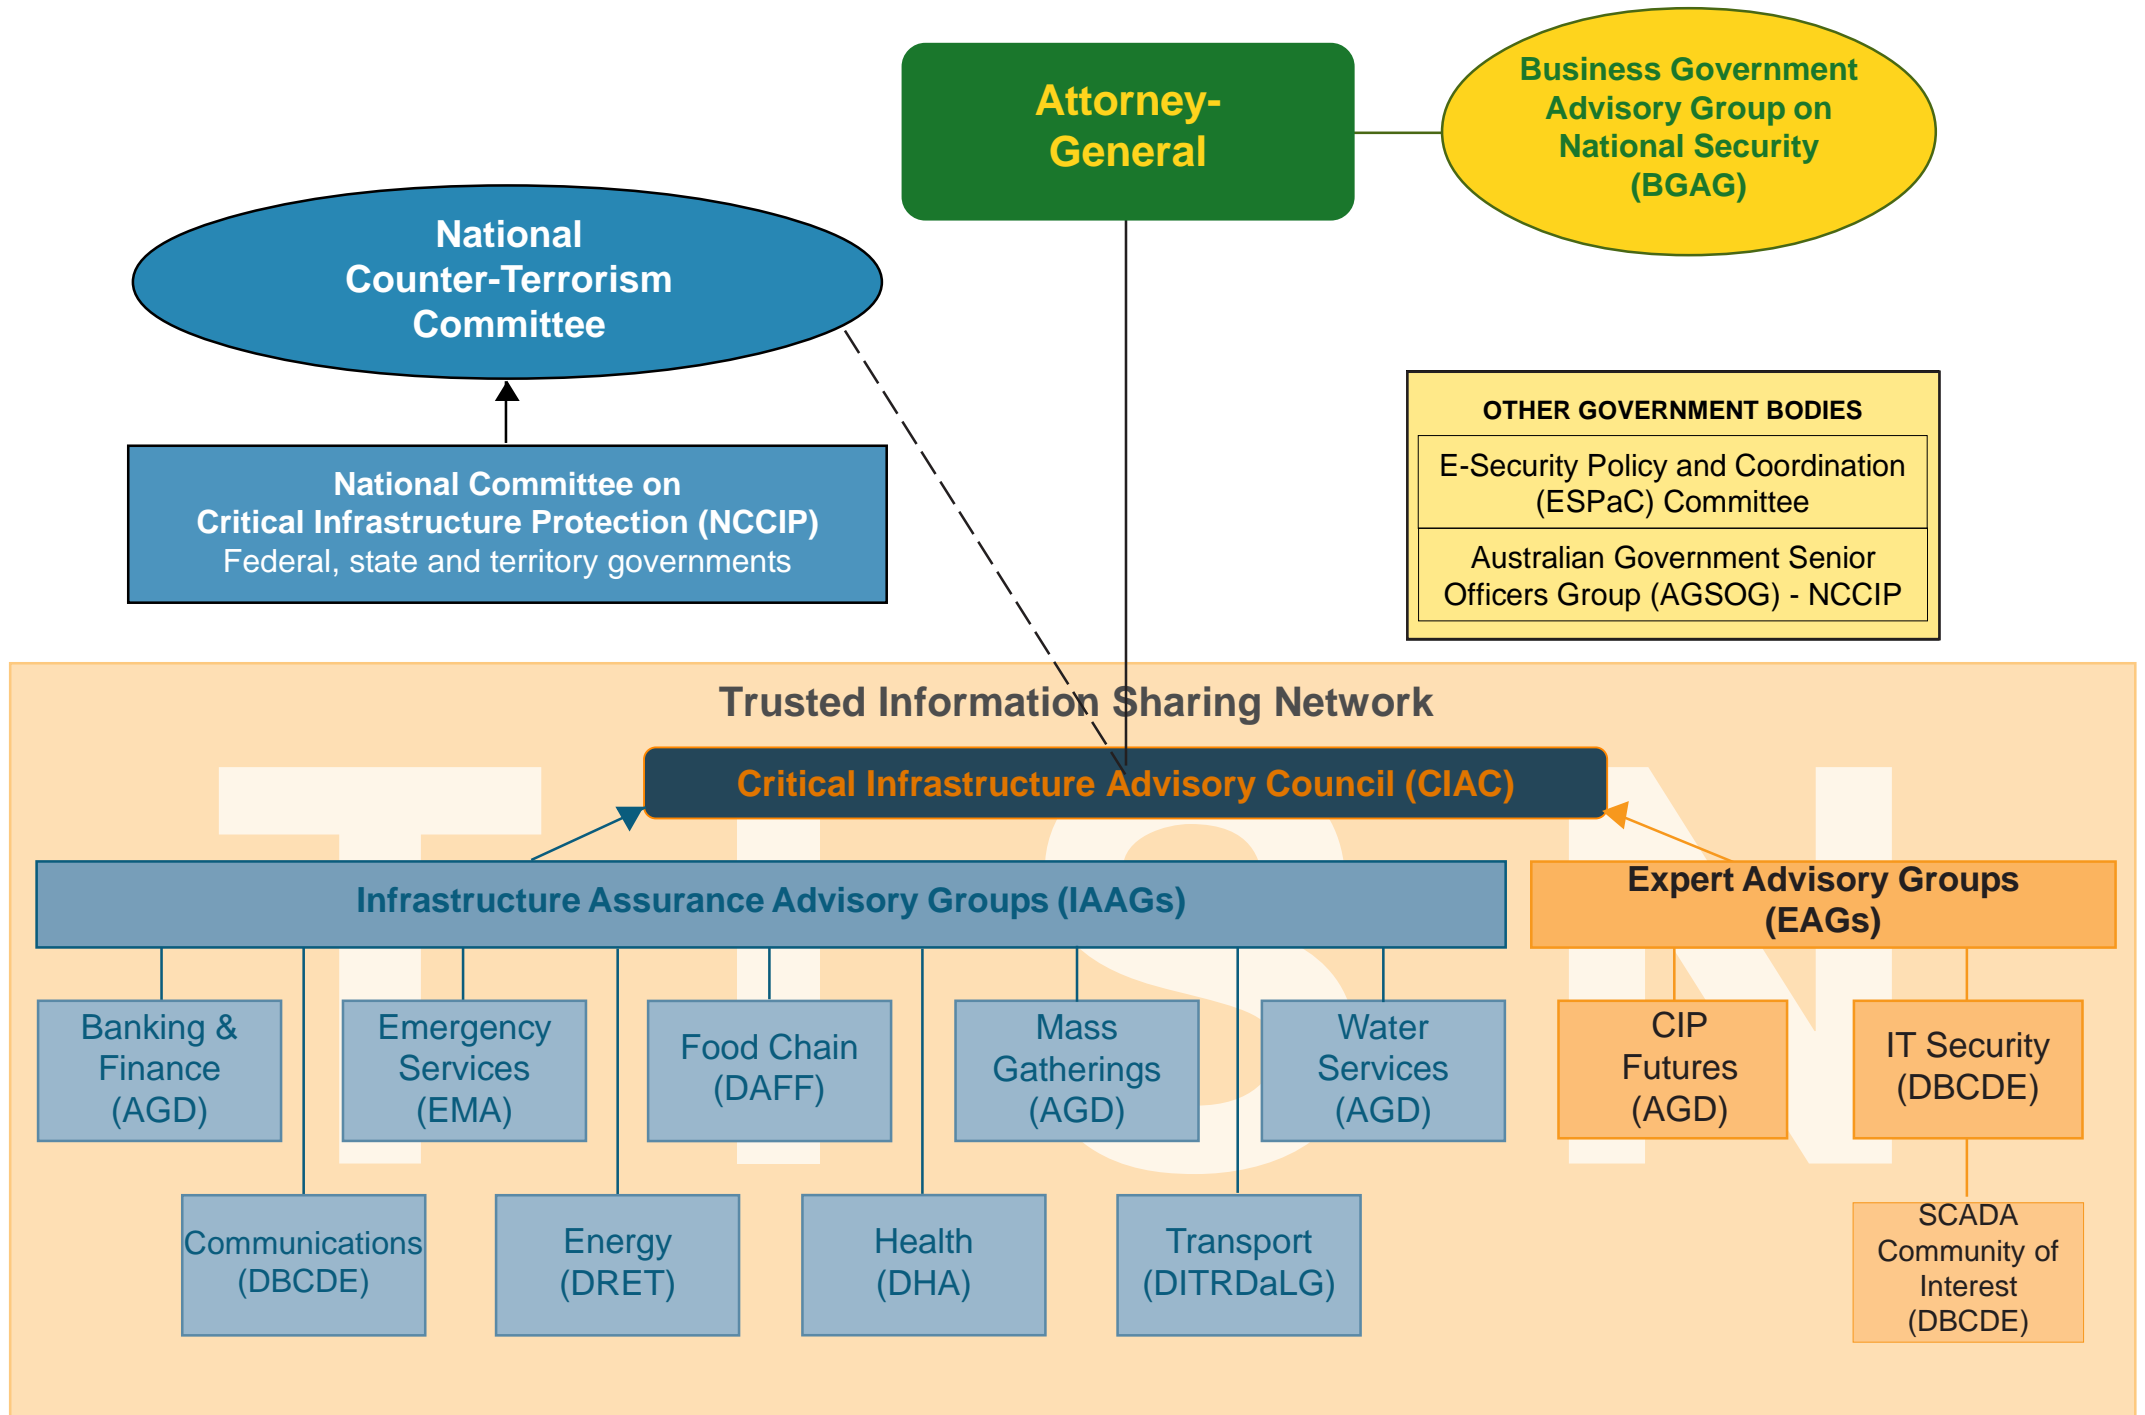 Attorney-
General
Business Government
Advisory Group on
National Security
(BGAG)
National
Counter-Terrorism
Committee
National Committee on
Critical Infrastructure Protection (NCCIP)
Federal, state and territory governments
OTHER GOVERNMENT BODIES
E-Security Policy and Coordination
(ESPaC) Committee
Australian Government Senior
Officers Group (AGSOG) - NCCIP
Trusted Information Sharing Network
TISN
Critical Infrastructure Advisory Council (CIAC)
Infrastructure Assurance Advisory Groups (IAAGs)
Expert Advisory Groups
(EAGs)
Banking &
Finance
(AGD)
Emergency
Services
(EMA)
Food Chain
(DAFF)
Mass
Gatherings
(AGD)
Water
Services
(AGD)
CIP
Futures
(AGD)
IT Security
(DBCDE)
Communications
(DBCDE)
Energy
(DRET)
Health
(DHA)
Transport
(DITRDaLG)
SCADA
Community of
Interest
(DBCDE)